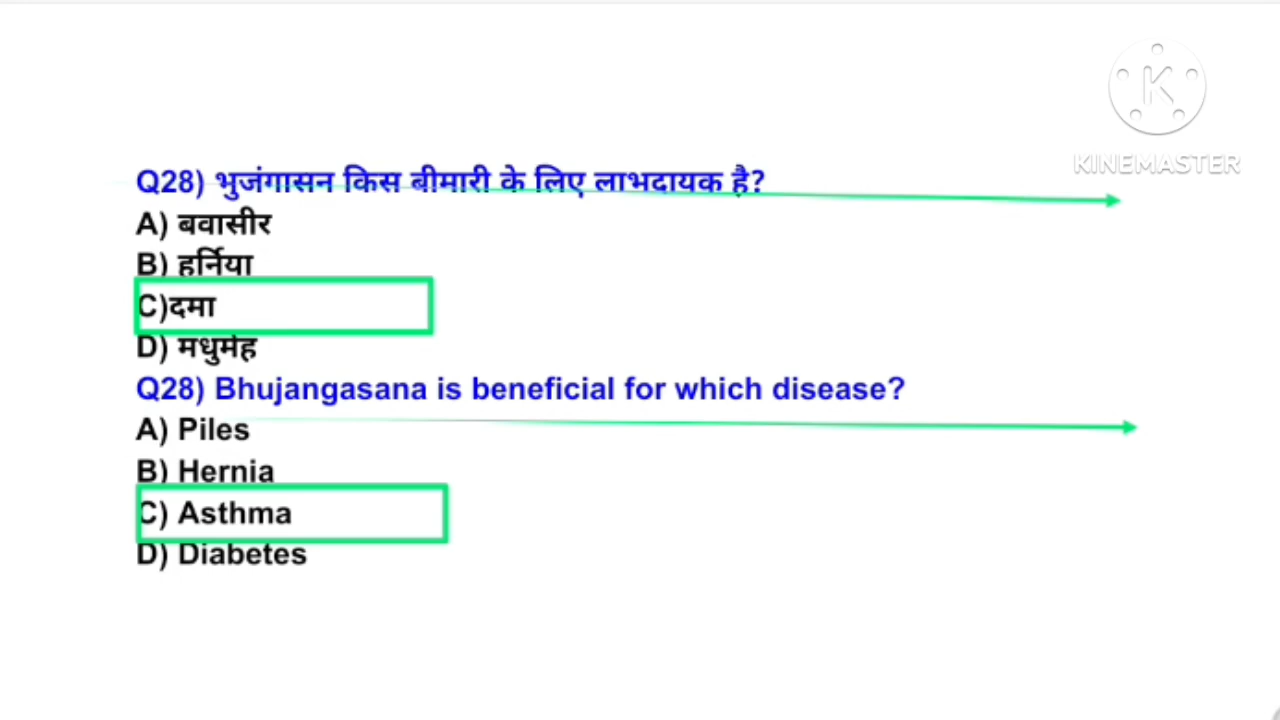 KINEMASTER
Q28) भुजंगासन किस बीमारी के लिए लाभदायक है?
A) बवासीर
B) हर्निया
C)दमा
D) मधुमेह
Q28) Bhujangasana is beneficial for which disease?
A) Piles
B) Hernia
C) Asthma
D) Diabetes